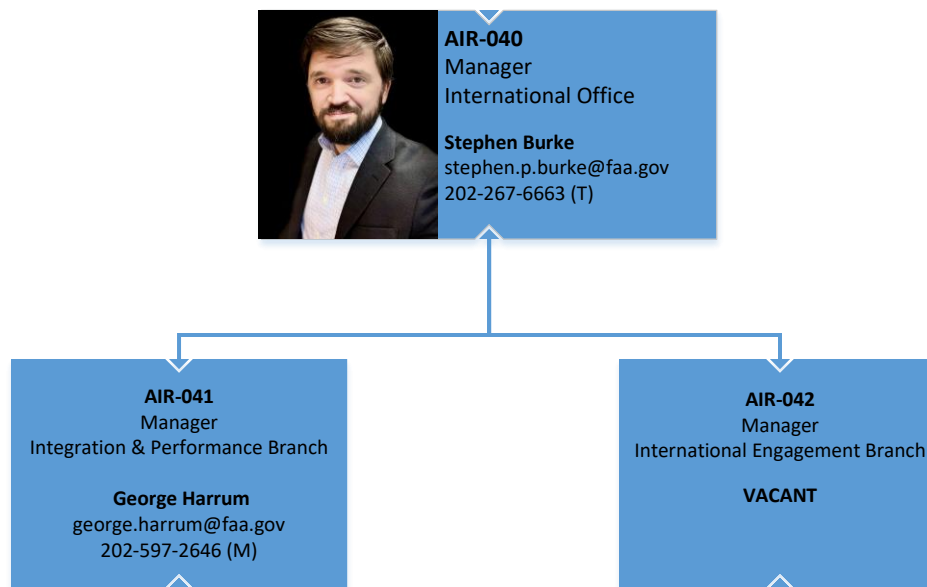 AIR-040
Manager
International Office
Stephen Burke
stephen.p.burke@faa.gov
202-267-6663 (T)
AIR-041
Manager
Integration & Performance Branch
George Harrum
george.harrum@faa.gov
202-597-2646 (M)
AIR-042
Manager
International Engagement Branch
VACANT